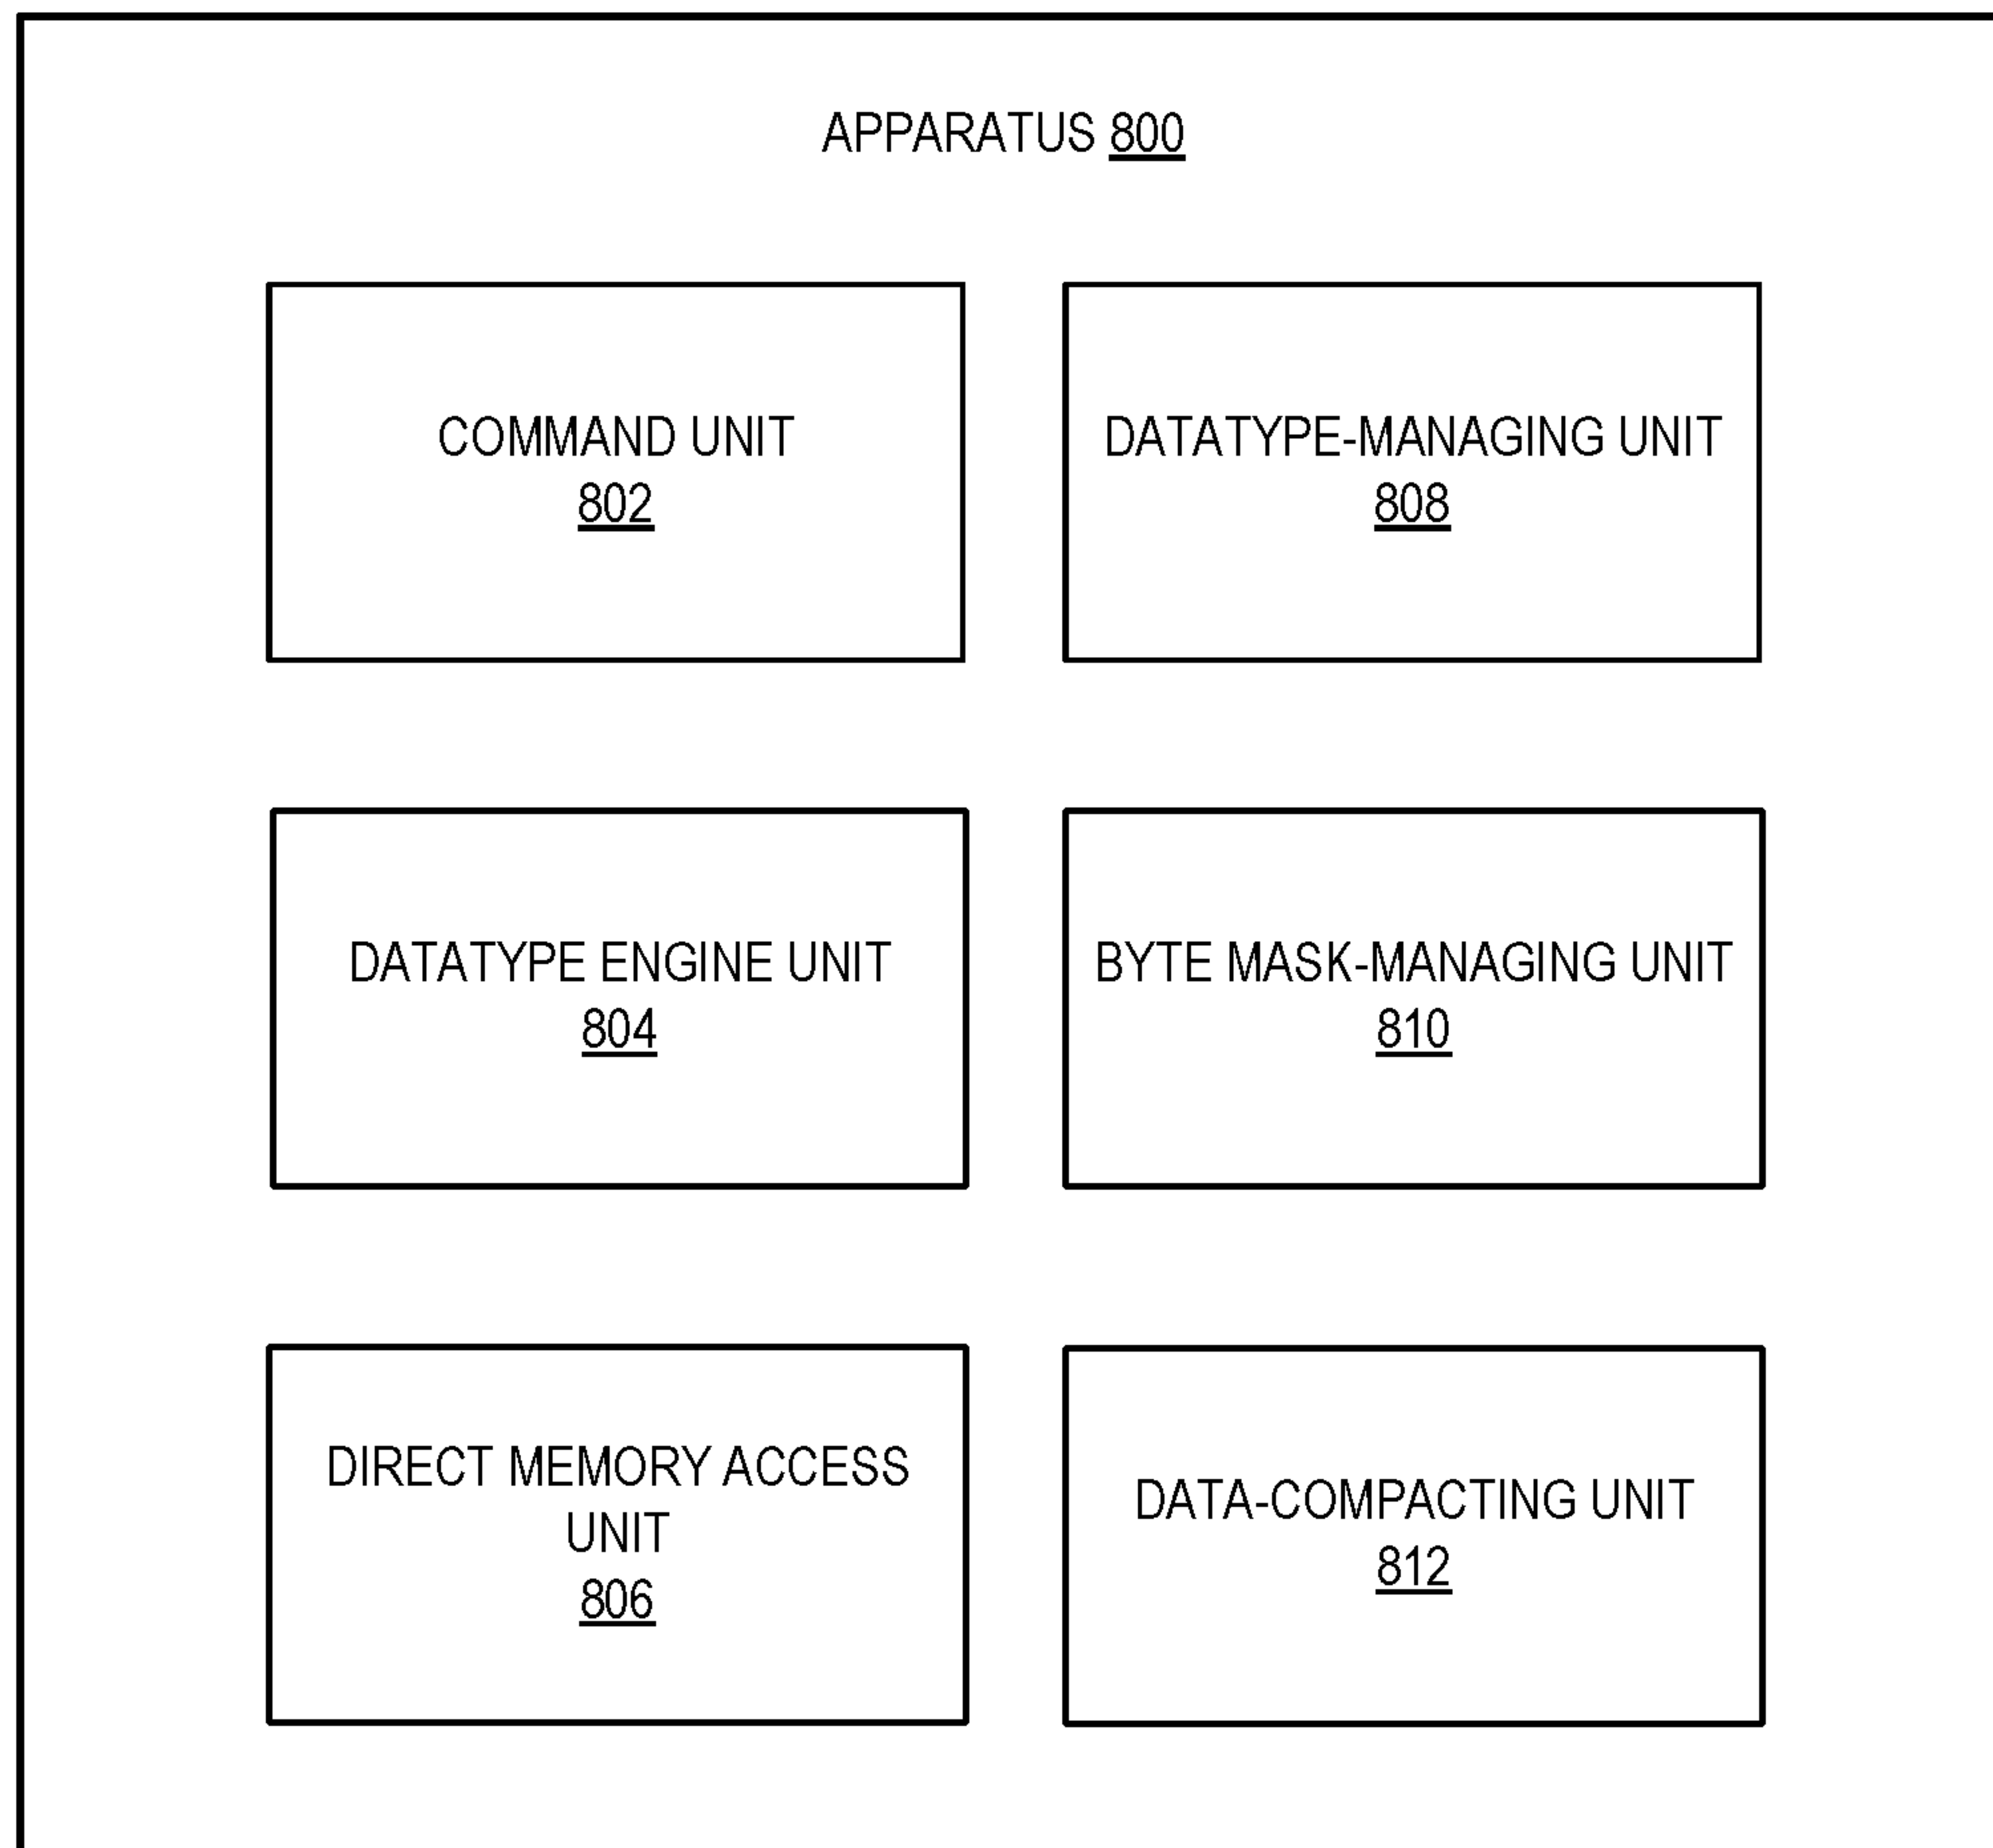 APPARATUS 800
COMMAND UNIT
802
DATATYPE-MANAGING UNIT
808
DATATYPE ENGINE UNIT
804
BYTE MASK-MANAGING UNIT
810
DIRECT MEMORY ACCESS
UNIT
806
DATA-COMPACTING UNIT
812